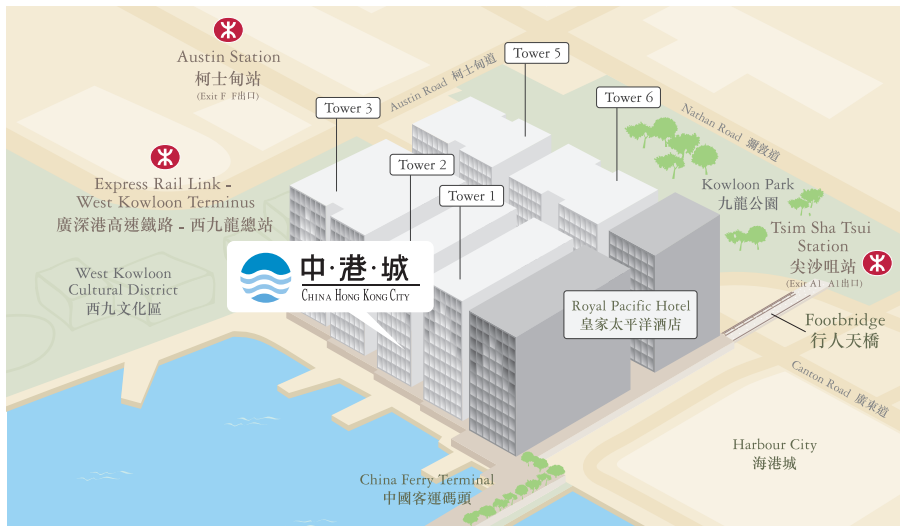 Austin Station
柯士甸站
(Exit F F出口)
Austin Road 柯士甸道
Tower 5
Tower 3
Tower 6
Nathan Road 彌敦道
Express Rail Link -
West Kowloon Terminus
廣深港高速鐵路 - 西九龍總站
Tower 2
Tower 1
Kowloon Park
九龍公園
Tsim Sha Tsui
Station
尖沙咀站
(Exit A1 A1出口)
West Kowloon
Cultural District
西九文化區
中·港·城
CHINA HONG KONG CITY
Royal Pacific Hotel
皇家太平洋酒店
Footbridge
行人天橋
Canton Road 廣東道
Harbour City
海港城
China Ferry Terminal
中國客運碼頭